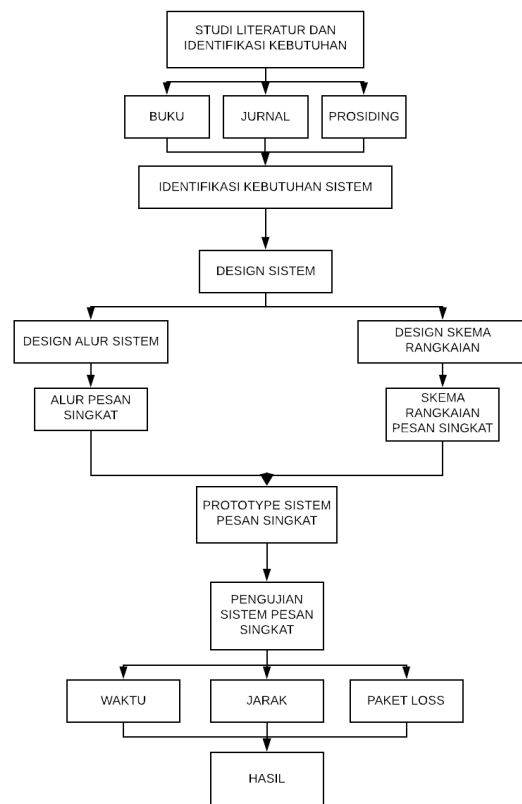 STUDI LITERATUR DAN
IDENTIFIKASI KEBUTUHAN
BUKU
JURNAL
PROSIDING
IDENTIFIKASI KEBUTUHAN SISTEM
DESIGN SISTEM
DESIGN ALUR SISTEM
DESIGN SKEMA
RANGKAIAN
ALUR PESAN
SINGKAT
SKEMA
RANGKAIAN
PESAN SINGKAT
PROTOTYPE SISTEM
PESAN SINGKAT
PENGUJIAN
SISTEM PESAN
SINGKAT
WAKTU
JARAK
PAKET LOSS
HASIL